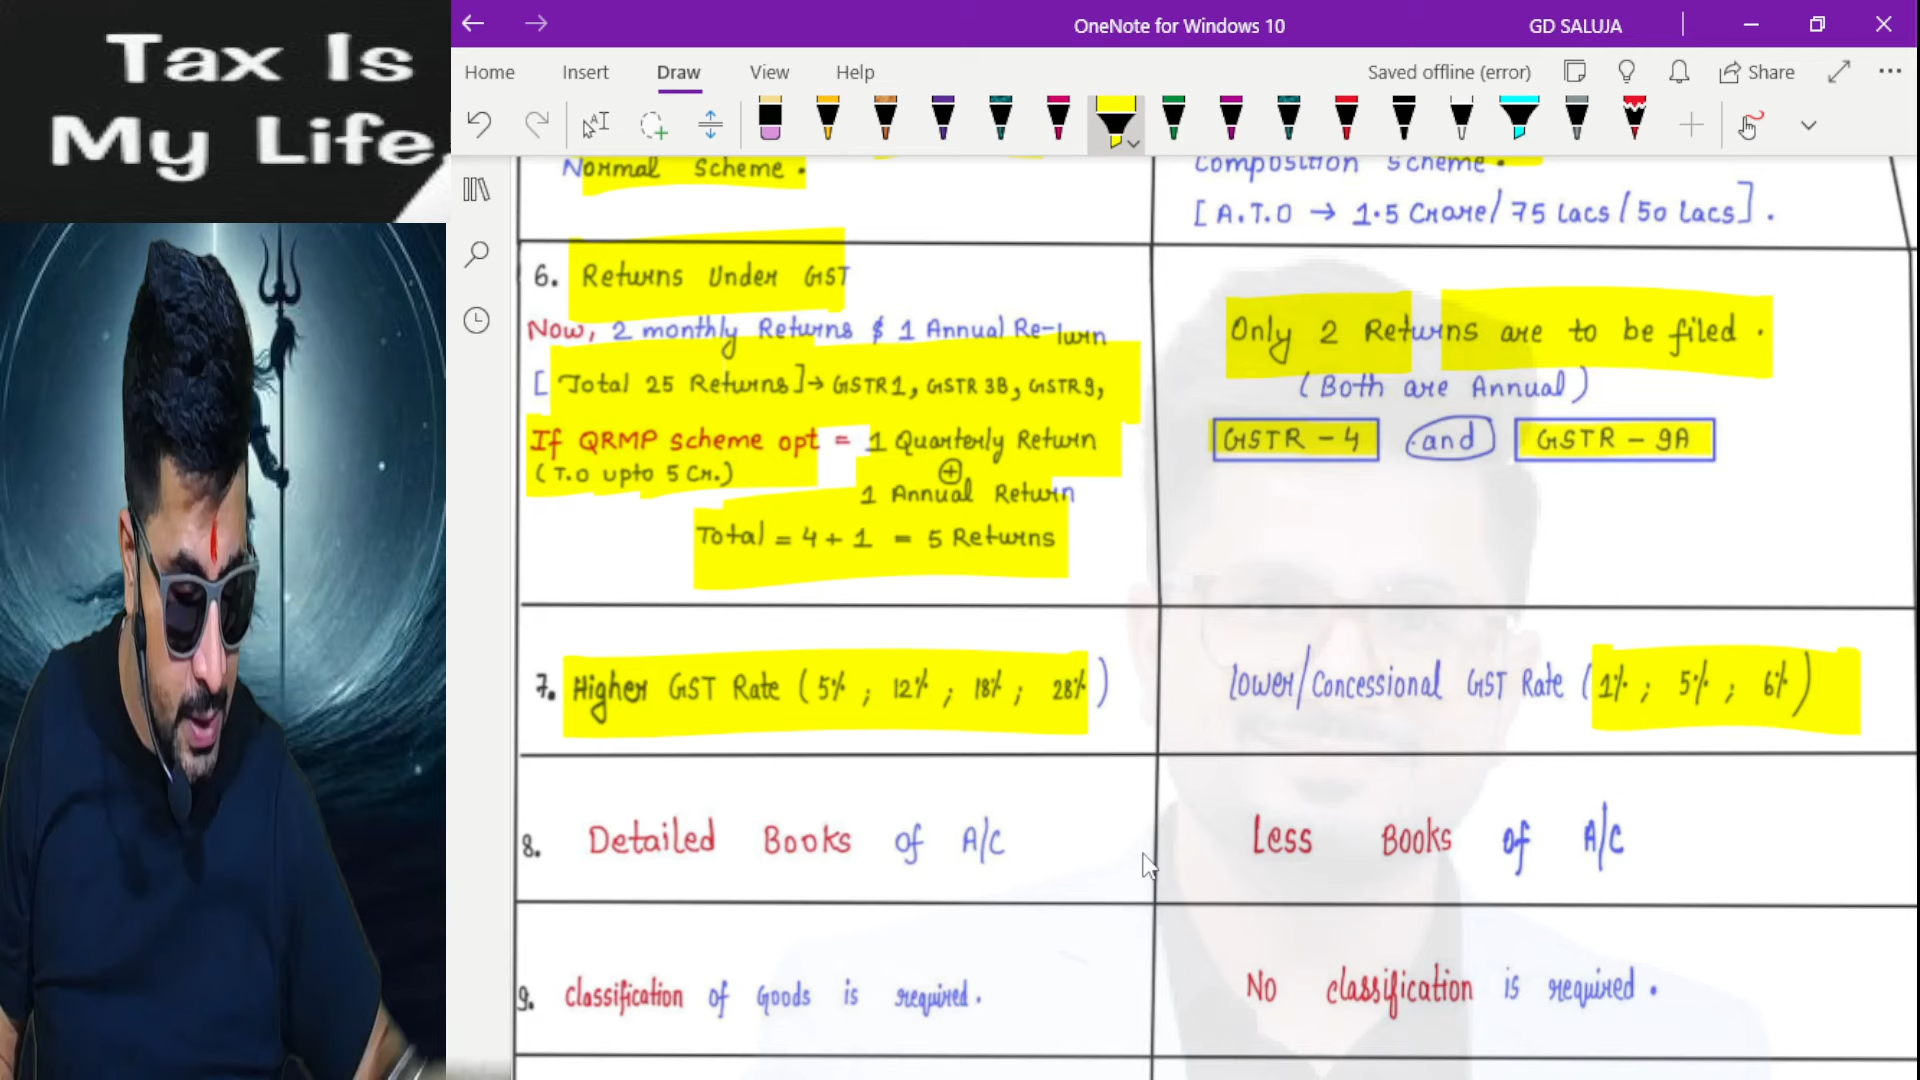 Tax Is
My Life.
OneNote for Windows 10
GD SALUJA
Home Insert Draw View Help
Saved offline (error)
Share
Normal Scheme.
Composition Scheme.
[A.T.O → 1.5 Crore/ 75 Lacs/50 Lacs].
6. Returns Under GST
Now, 2 monthly Returns & 1 Annual Re-turn
[Total 25 Returns]→ GSTR1, GSTR 3B, GSTR9,
If QRMP scheme opt = 1 Quarterly Return
(T.O upto 5 Cr.)
+
1 Annual Return
Total = 4 + 1 = 5 Returns
Only 2 Returns are to be filed.
(Both are Annual)
GSTR - 4 and GSTR - 9A
7. Higher GST Rate (5% ; 12% ; 18% ; 28%)
Lower/Concessional GST Rate (1% ; 5% ; 6%)
8. Detailed Books of A/C
Less Books of A/C
9. Classification of Goods is required.
No classification is required.